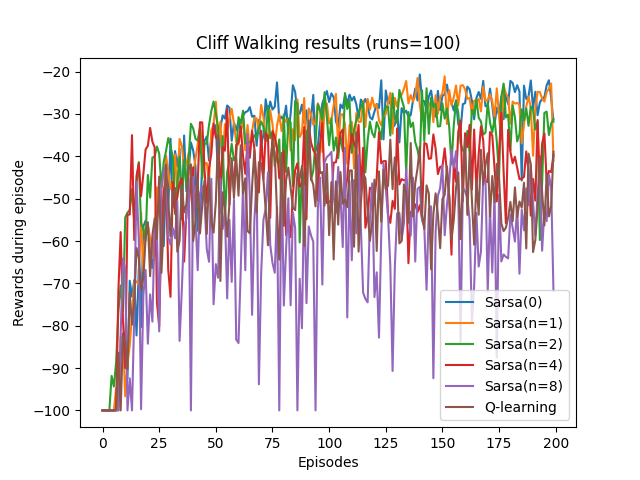 Cliff Walking results (runs=100)
Rewards during episode
−20
−30
−40
−50
−60
−70
−80
−90
−100
0
25
50
75
100
125
150
175
200
Episodes
Sarsa(0)
Sarsa(n=1)
Sarsa(n=2)
Sarsa(n=4)
Sarsa(n=8)
Q-learning